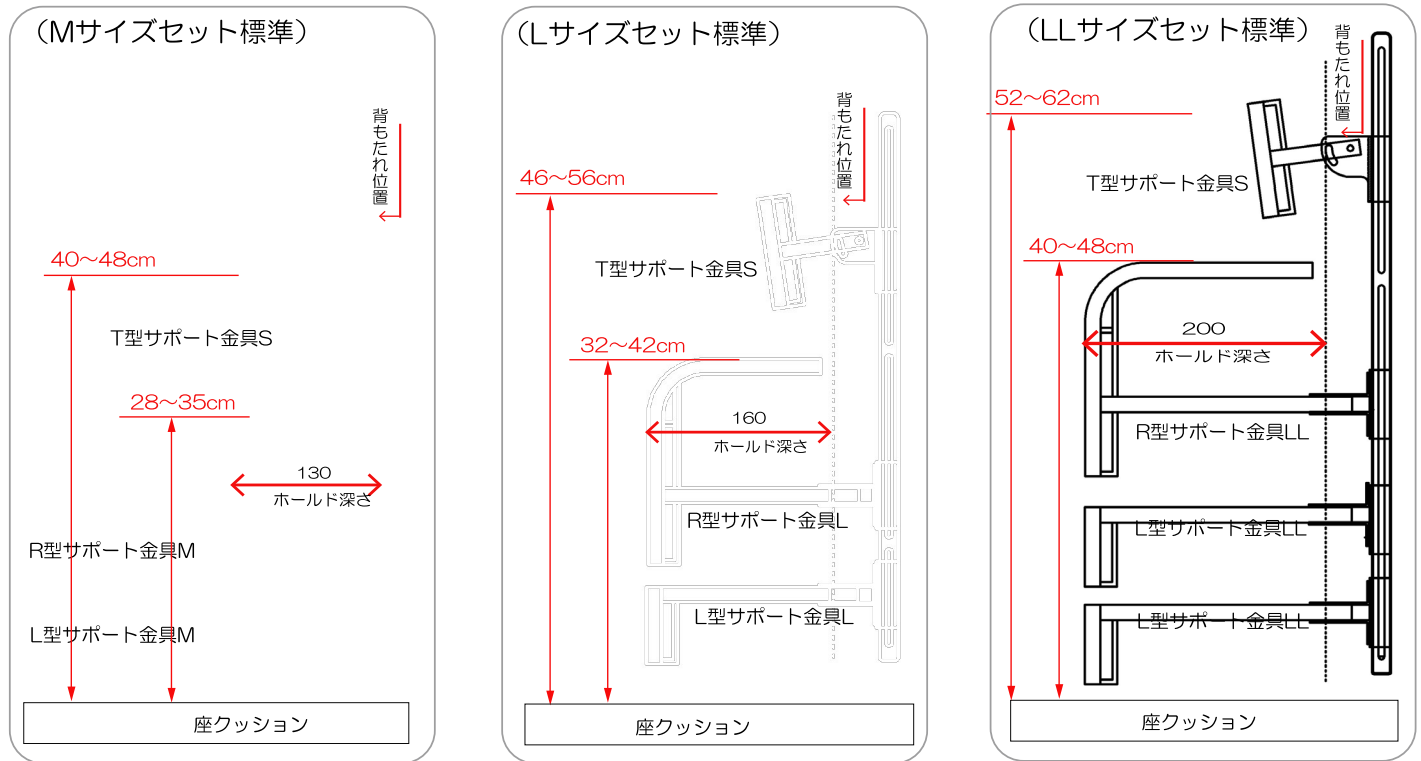 （Mサイズセット標準）
背もたれ位置
40～48cm
T型サポート金具S
28～35cm
130
ホールド深さ
R型サポート金具M
L型サポート金具M
座クッション
（Lサイズセット標準）
背もたれ位置
46～56cm
T型サポート金具S
32～42cm
160
ホールド深さ
R型サポート金具L
L型サポート金具L
座クッション
（LLサイズセット標準）
背もたれ位置
52～62cm
T型サポート金具S
40～48cm
200
ホールド深さ
R型サポート金具LL
L型サポート金具LL
L型サポート金具LL
座クッション